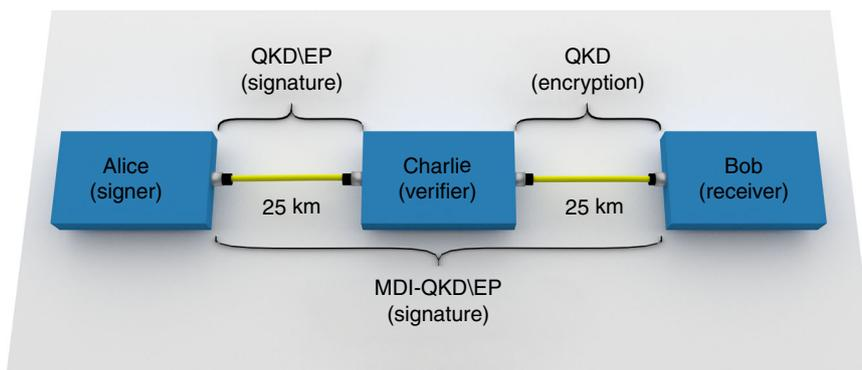 QKD\EP
(signature)
QKD
(encryption)
Alice
(signer)
Charlie
(verifier)
Bob
(receiver)
25 km
25 km
MDI-QKD\EP
(signature)